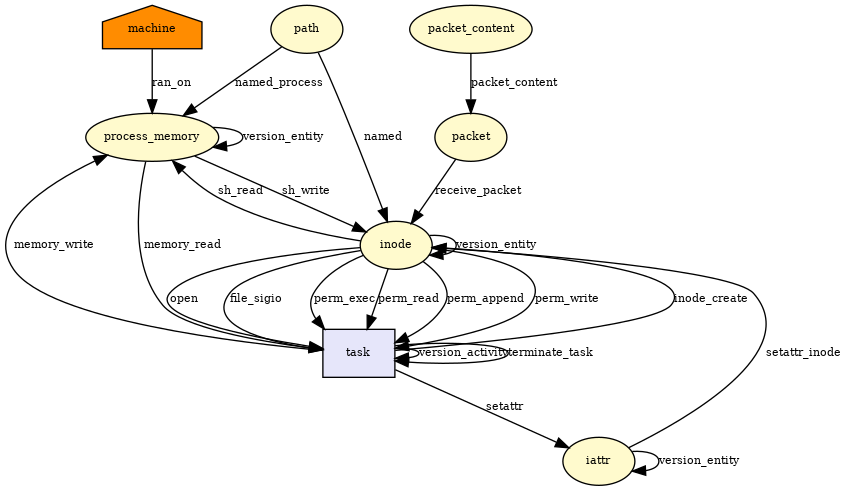 machine
path
packet_content
ran_on
named_process
packet_content
process_memory
version_entity
named
packet
sh_read
sh_write
receive_packet
memory_write
memory_read
inode
version_entity
open
file_sigio
perm_exec
perm_read
perm_append
perm_write
inode_create
task
version_activity
terminate_task
setattr_inode
setattr
iattr
version_entity